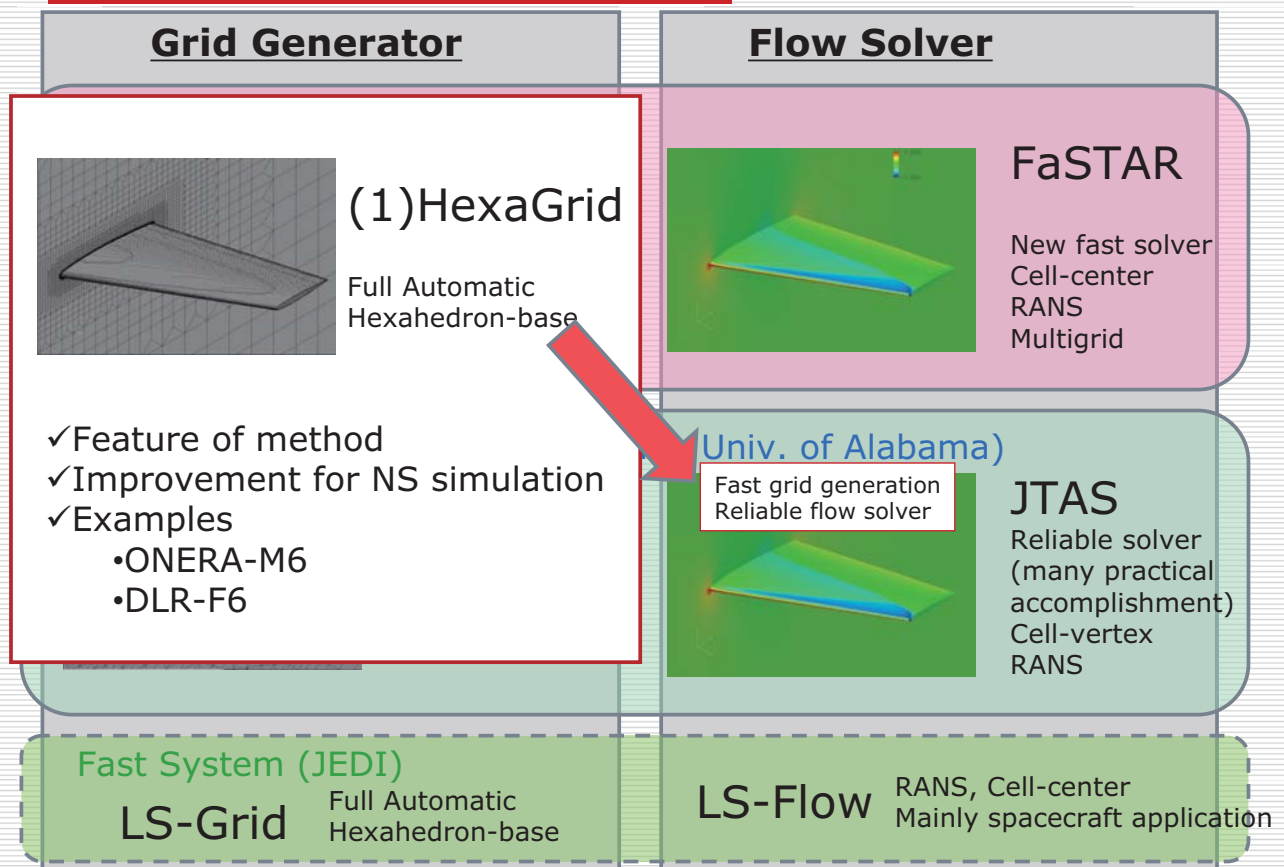 Grid Generator
Flow Solver
(1)HexaGrid
Full Automatic
Hexahedron-base
✓Feature of method
✓Improvement for NS simulation
✓Examples
•ONERA-M6
•DLR-F6
FaSTAR
New fast solver
Cell-center
RANS
Multigrid
Univ. of Alabama)
Fast grid generation
Reliable flow solver
JTAS
Reliable solver
(many practical
accomplishment)
Cell-vertex
RANS
Fast System (JEDI)
LS-Grid
Full Automatic
Hexahedron-base
LS-Flow
RANS, Cell-center
Mainly spacecraft application